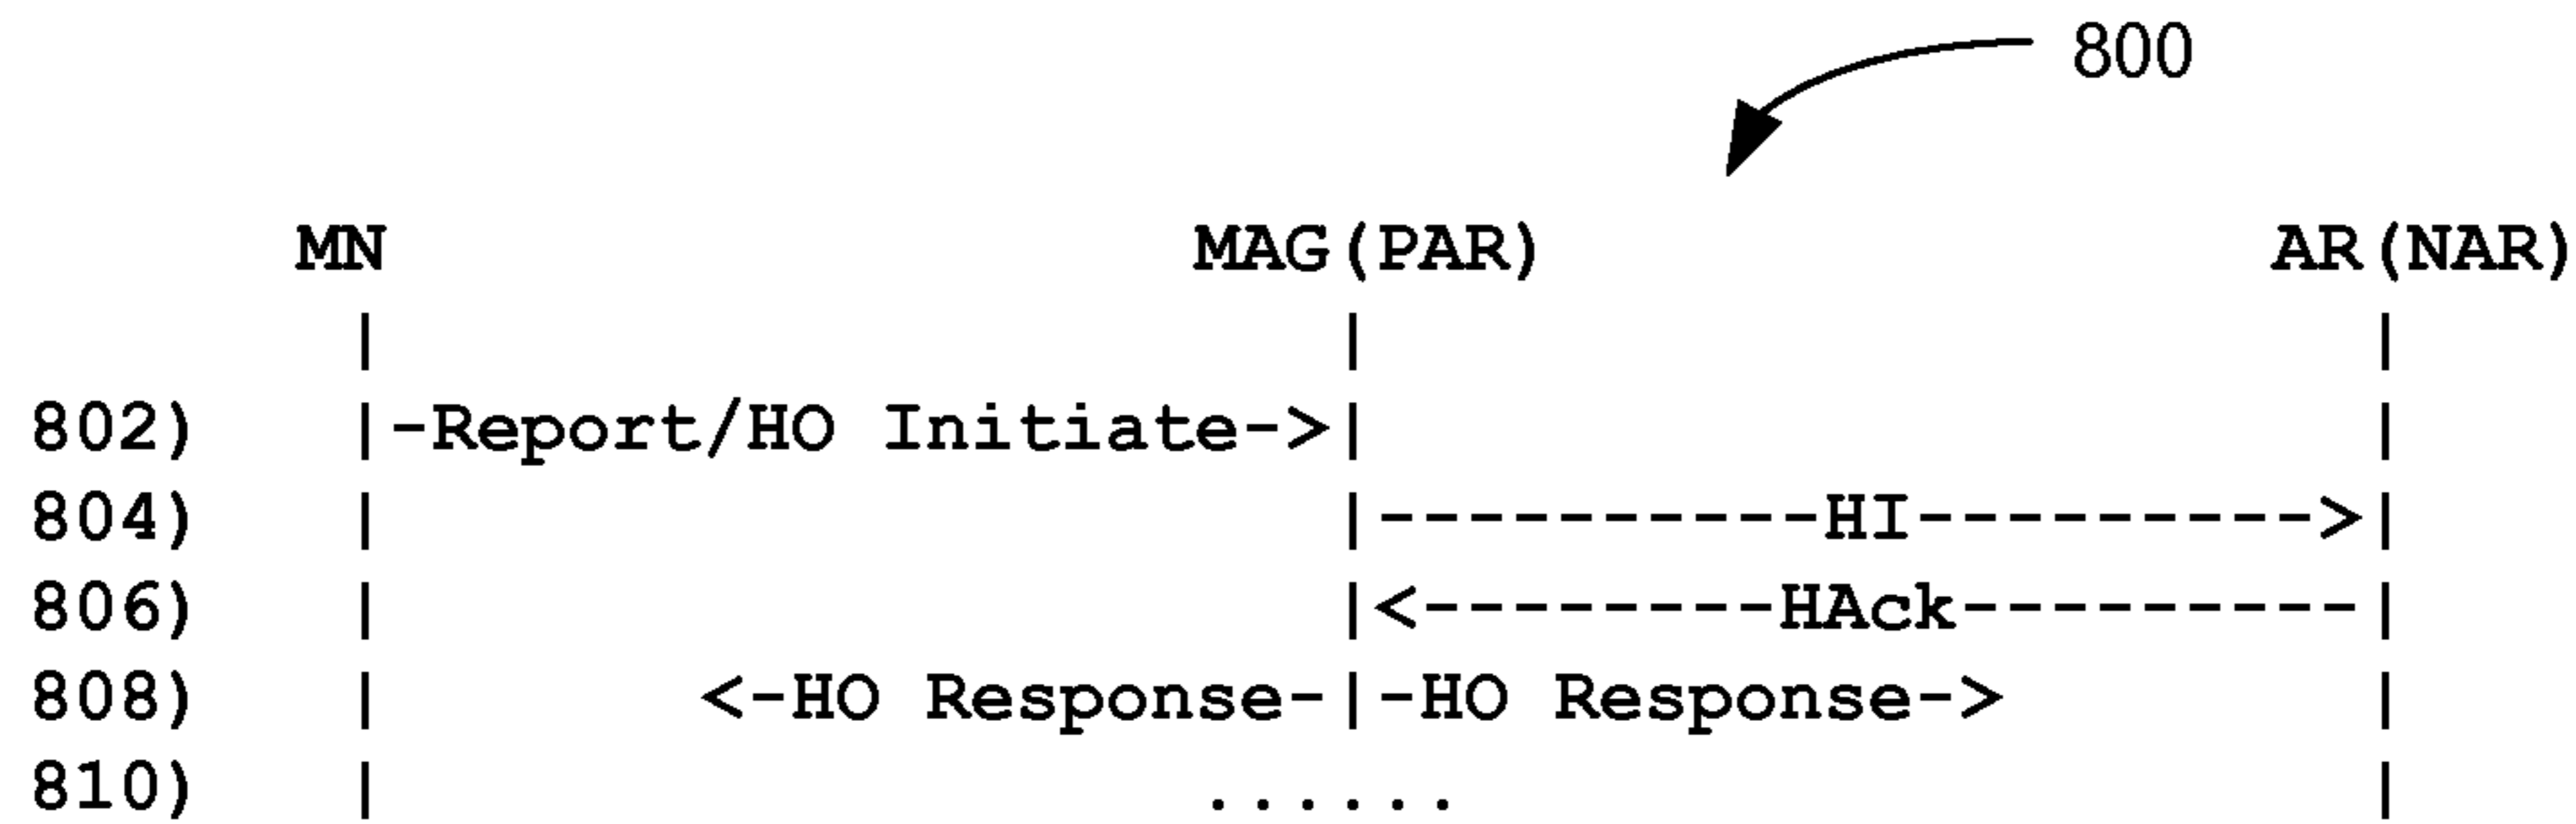 800
MN MAG(PAR) AR(NAR)
| | |
802) |-Report/HO Initiate->| |
804) | |-----------HI--------->|
806) | |<--------HAck---------|
808) | <-HO Response-|-HO Response-> |
810) | ...... |